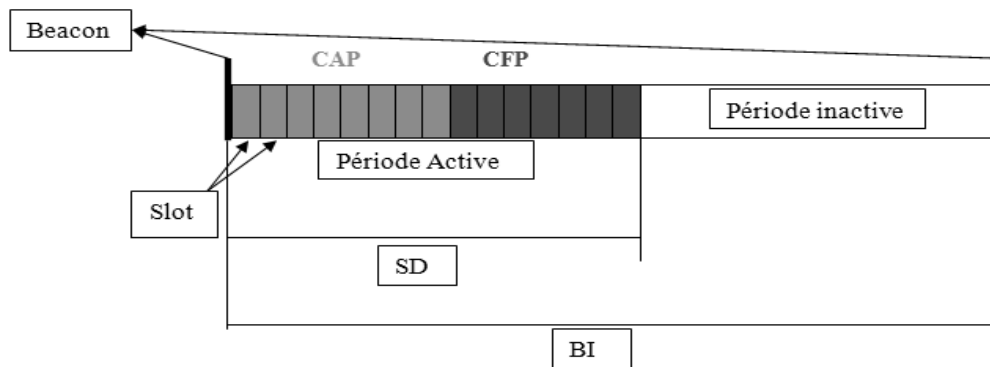 Beacon
CAP
CFP
Période inactive
Période Active
Slot
SD
BI